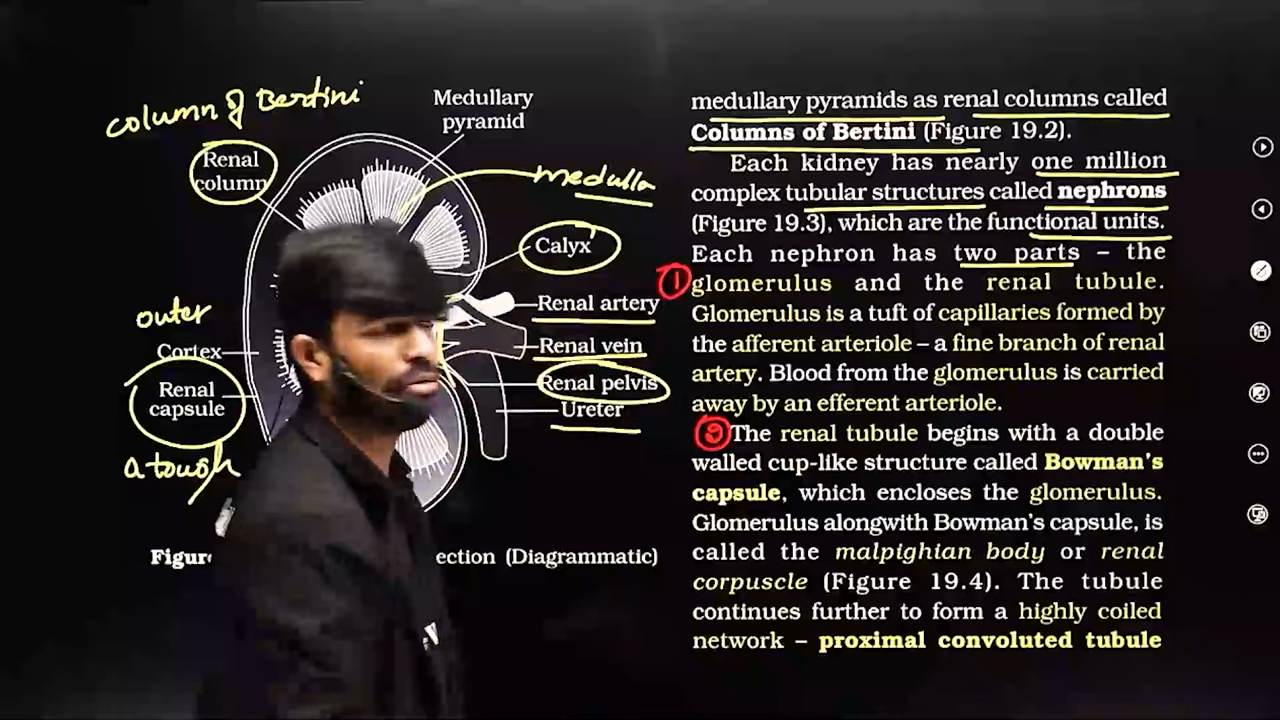 column of Bertini
Medullary
pyramid
Renal
column
medulla
Calyx
Renal artery
outer
Cortex
Renal vein
Renal
capsule
Renal pelvis
Ureter
a tough
Figur
ection (Diagrammatic)
medullary pyramids as renal columns called
Columns of Bertini (Figure 19.2).
Each kidney has nearly one million
complex tubular structures called nephrons
(Figure 19.3), which are the functional units.
Each nephron has two parts – the
① glomerulus and the renal tubule.
Glomerulus is a tuft of capillaries formed by
the afferent arteriole – a fine branch of renal
artery. Blood from the glomerulus is carried
away by an efferent arteriole.
② The renal tubule begins with a double
walled cup-like structure called Bowman's
capsule, which encloses the glomerulus.
Glomerulus alongwith Bowman's capsule, is
called the malpighian body or renal
corpuscle (Figure 19.4). The tubule
continues further to form a highly coiled
network – proximal convoluted tubule